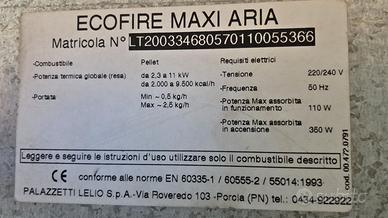 ECOFIRE MAXI ARIA
Matricola N° LT200334680570110055366
-Combustibile Pellet Requisiti elettrici
-Potenza termica globale (resa) da 2,3 a 11 kW -Tensione 220/240 V
da 2.000 a 9.500 kcal/h -Frequenza 50 Hz
-Portata Min ~0,5 kg/h -Potenza Max assorbita
Max ~2,5 kg/h in funzionamento 110 W
-Potenza Max assorbita
in accensione 350 W
Leggere e seguire le istruzioni d'uso utilizzare solo il combustibile descritto
CE conforme alle norme EN 60335-1 / 60555-2 / 55014:1993
PALAZZETTI LELIO S.p.A.-Via Roveredo 103 - Porcia (PN) tel.: 0434-922922
cod. 00.472.0791